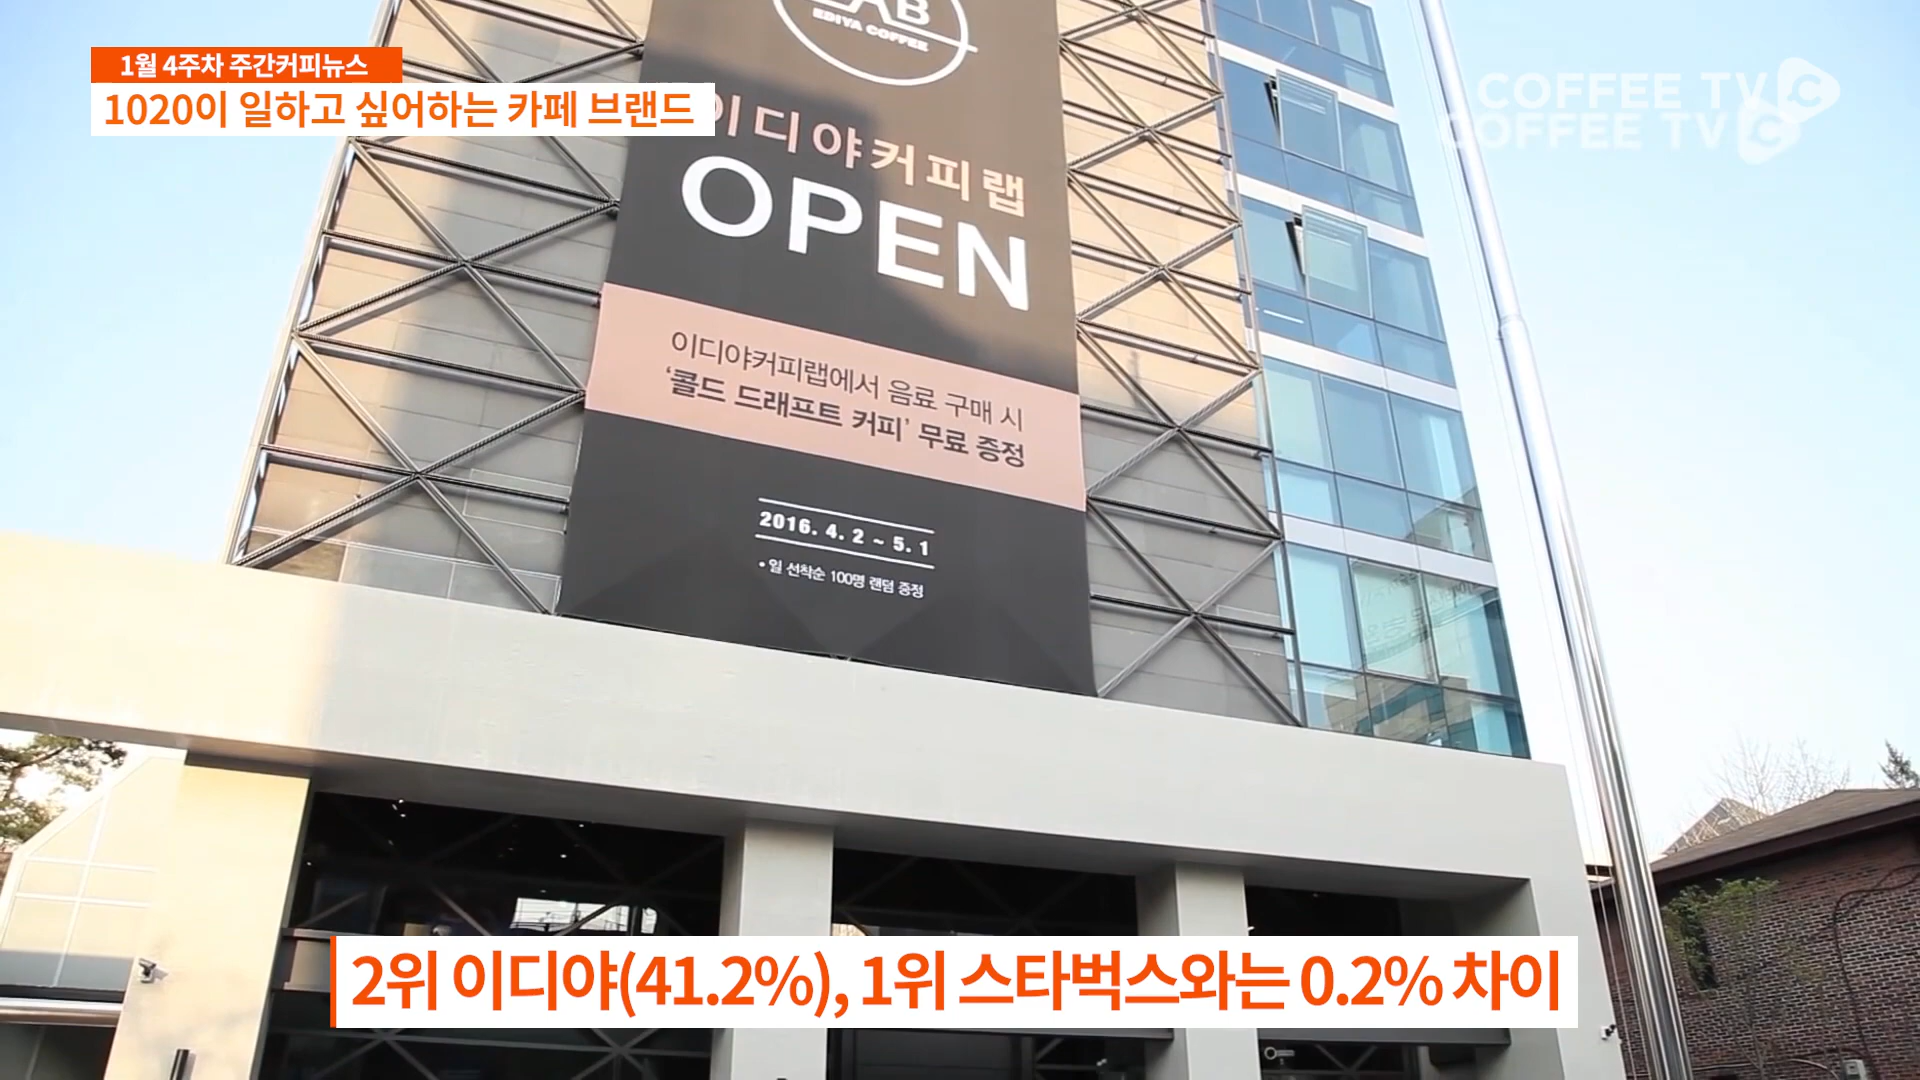 1월 4주차 주간커피뉴스
1020이 일하고 싶어하는 카페 브랜드
COFFEE TV
COFFEE TV
LAB
EDIYA COFFEE
이디야커피랩
OPEN
이디야커피랩에서 음료 구매 시
‘콜드 드래프트 커피’ 무료 증정
2016. 4. 2 ~ 5. 1
• 일 선착순 100명 랜덤 증정
2위 이디야(41.2%), 1위 스타벅스와는 0.2% 차이